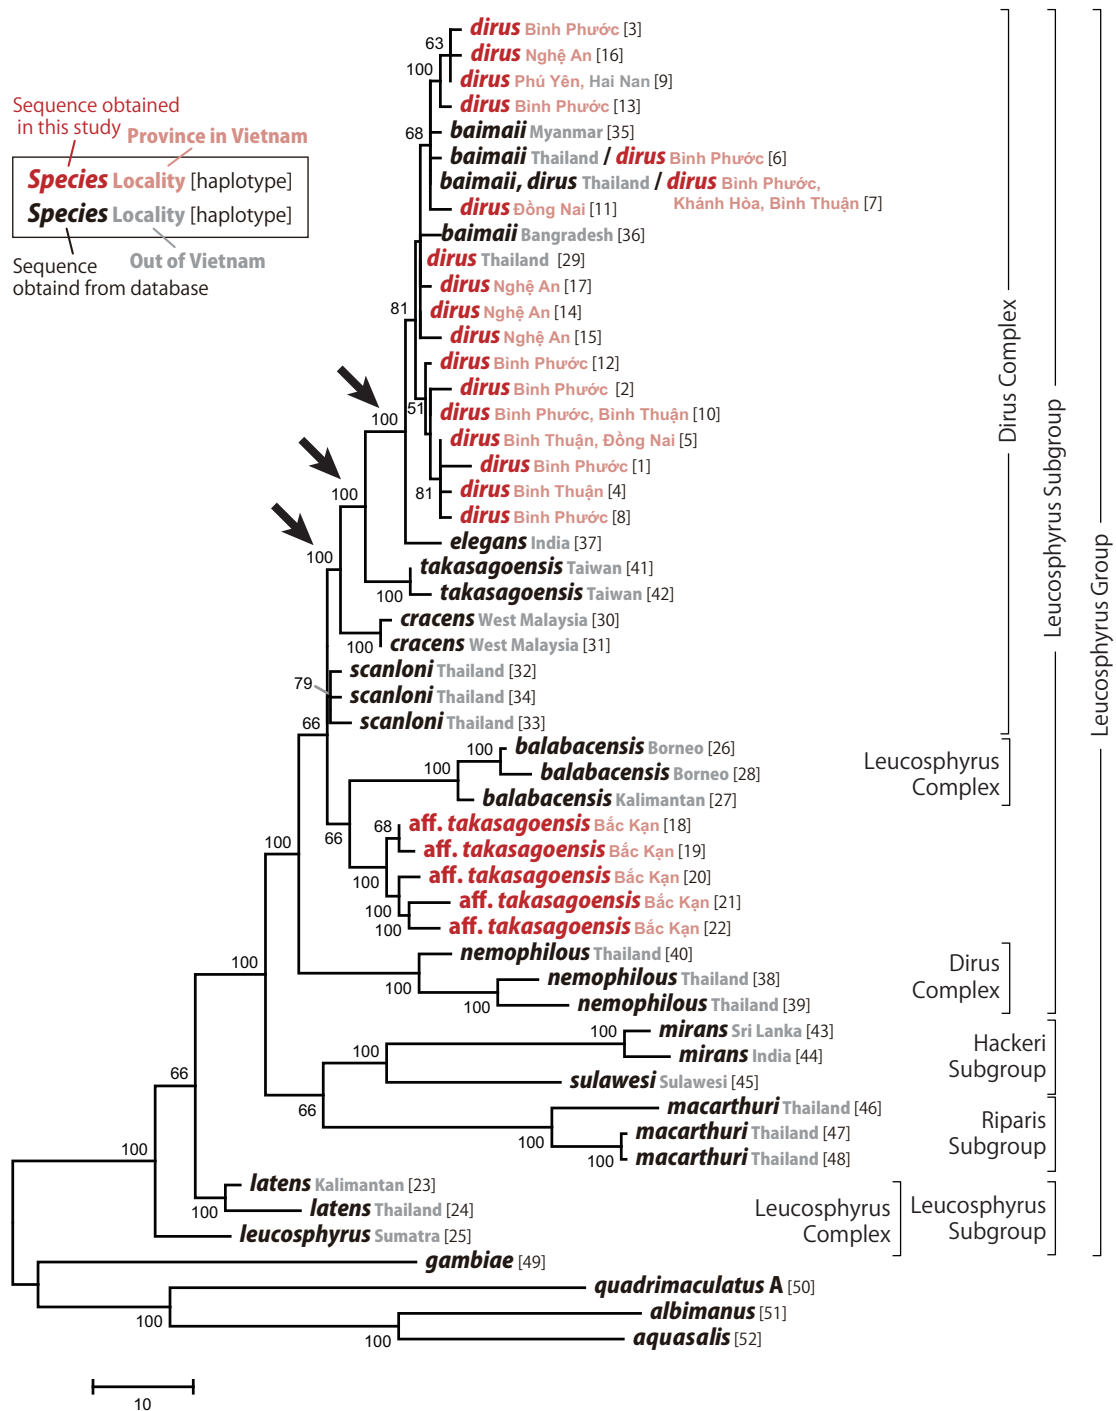 dirus Bình Phước [3]
63
dirus Nghệ An [16]
100
dirus Phú Yên, Hai Nan [9]
dirus Bình Phước [13]
68
baimaii Myanmar [35]
baimaii Thailand / dirus Bình Phước [6]
baimaii, dirus Thailand / dirus Bình Phước,
Khánh Hòa, Bình Thuận [7]
dirus Đồng Nai [11]
baimaii Bangradesh [36]
dirus Thailand [29]
dirus Nghệ An [17]
81
dirus Nghệ An [14]
dirus Nghệ An [15]
dirus Bình Phước [12]
dirus Bình Phước [2]
51
dirus Bình Phước, Bình Thuận [10]
100
dirus Bình Thuận, Đồng Nai [5]
dirus Bình Phước [1]
81
dirus Bình Thuận [4]
100
dirus Bình Phước [8]
elegans India [37]
100
takasagoensis Taiwan [41]
100
takasagoensis Taiwan [42]
cracens West Malaysia [30]
100
cracens West Malaysia [31]
scanloni Thailand [32]
79
scanloni Thailand [34]
66
scanloni Thailand [33]
100
balabacensis Borneo [26]
100
balabacensis Borneo [28]
balabacensis Kalimantan [27]
68
aff. takasagoensis Bắc Kạn [18]
66
100
aff. takasagoensis Bắc Kạn [19]
100
aff. takasagoensis Bắc Kạn [20]
100
aff. takasagoensis Bắc Kạn [21]
100
aff. takasagoensis Bắc Kạn [22]
nemophilous Thailand [40]
100
100
nemophilous Thailand [38]
100
nemophilous Thailand [39]
100
mirans Sri Lanka [43]
100
mirans India [44]
66
sulawesi Sulawesi [45]
66
macarthuri Thailand [46]
100
macarthuri Thailand [47]
100
100
macarthuri Thailand [48]
latens Kalimantan [23]
100
latens Thailand [24]
leucosphyrus Sumatra [25]
gambiae [49]
quadrimaculatus A [50]
100
albimanus [51]
100
aquasalis [52]
10
Sequence obtained
in this study
Province in Vietnam
Species Locality [haplotype]
Species Locality [haplotype]
Sequence
obtaind from database
Out of Vietnam
Dirus Complex
Leucosphyrus Subgroup
Leucosphyrus Group
Leucosphyrus
Complex
Dirus
Complex
Hackeri
Subgroup
Riparis
Subgroup
Leucosphyrus
Complex
Leucosphyrus
Subgroup